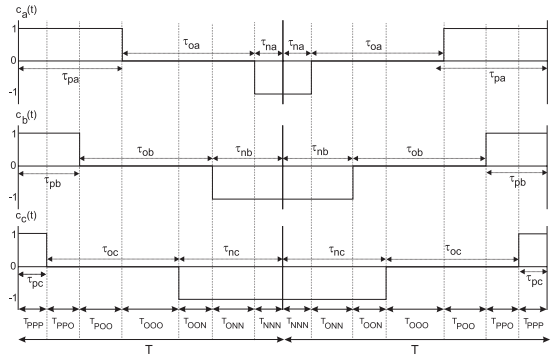 c_a(t)
1
0
-1
τ_oa τ_na τ_na τ_oa
τ_pa τ_pa
c_b(t)
1
0
-1
τ_ob τ_nb τ_nb τ_ob
τ_pb τ_pb
c_c(t)
1
0
-1
τ_oc τ_nc τ_nc τ_oc
τ_pc τ_pc
T_PPP T_PPO T_POO T_OOO T_OON T_ONN T_NNN T_NNN T_ONN T_OON T_OOO T_POO T_PPO T_PPP
T T